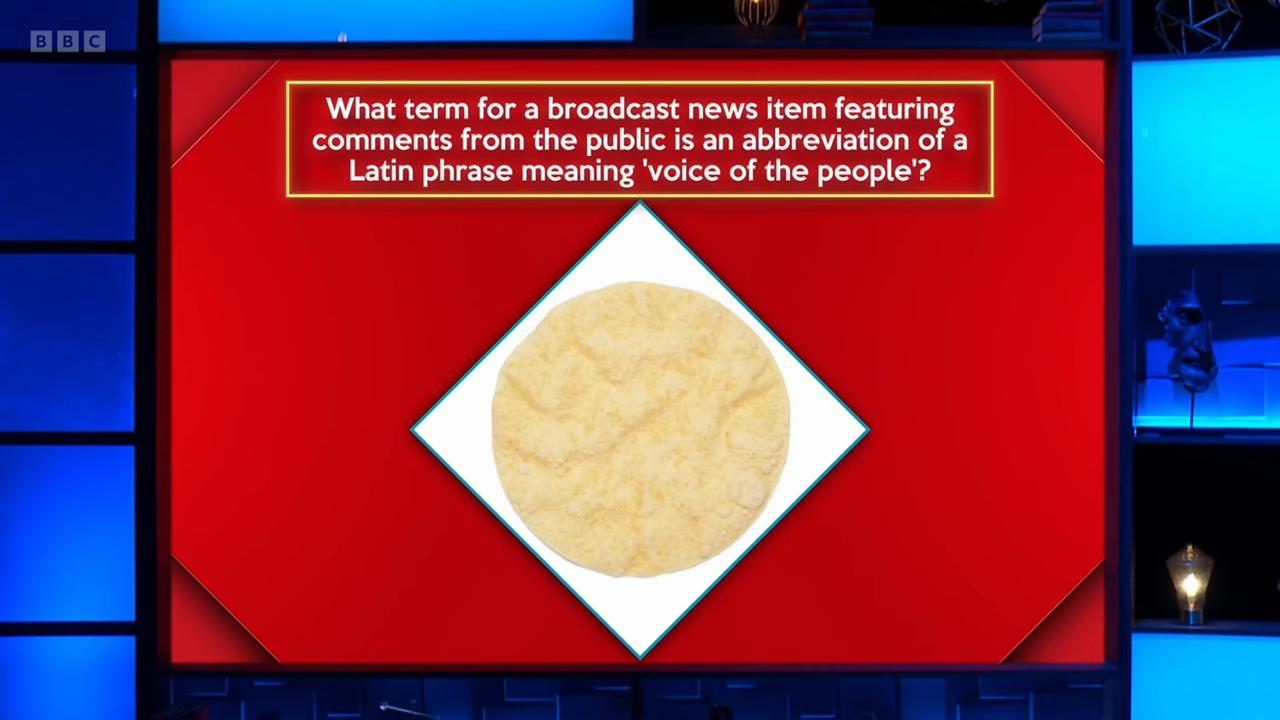 BBC
What term for a broadcast news item featuring
comments from the public is an abbreviation of a
Latin phrase meaning 'voice of the people'?